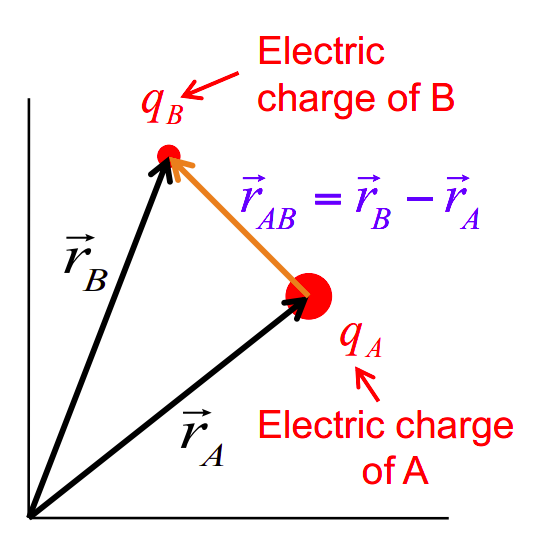 Electric
charge of B
q_B
\vec{r}_{AB} = \vec{r}_B - \vec{r}_A
\vec{r}_B
q_A
Electric charge
of A
\vec{r}_A